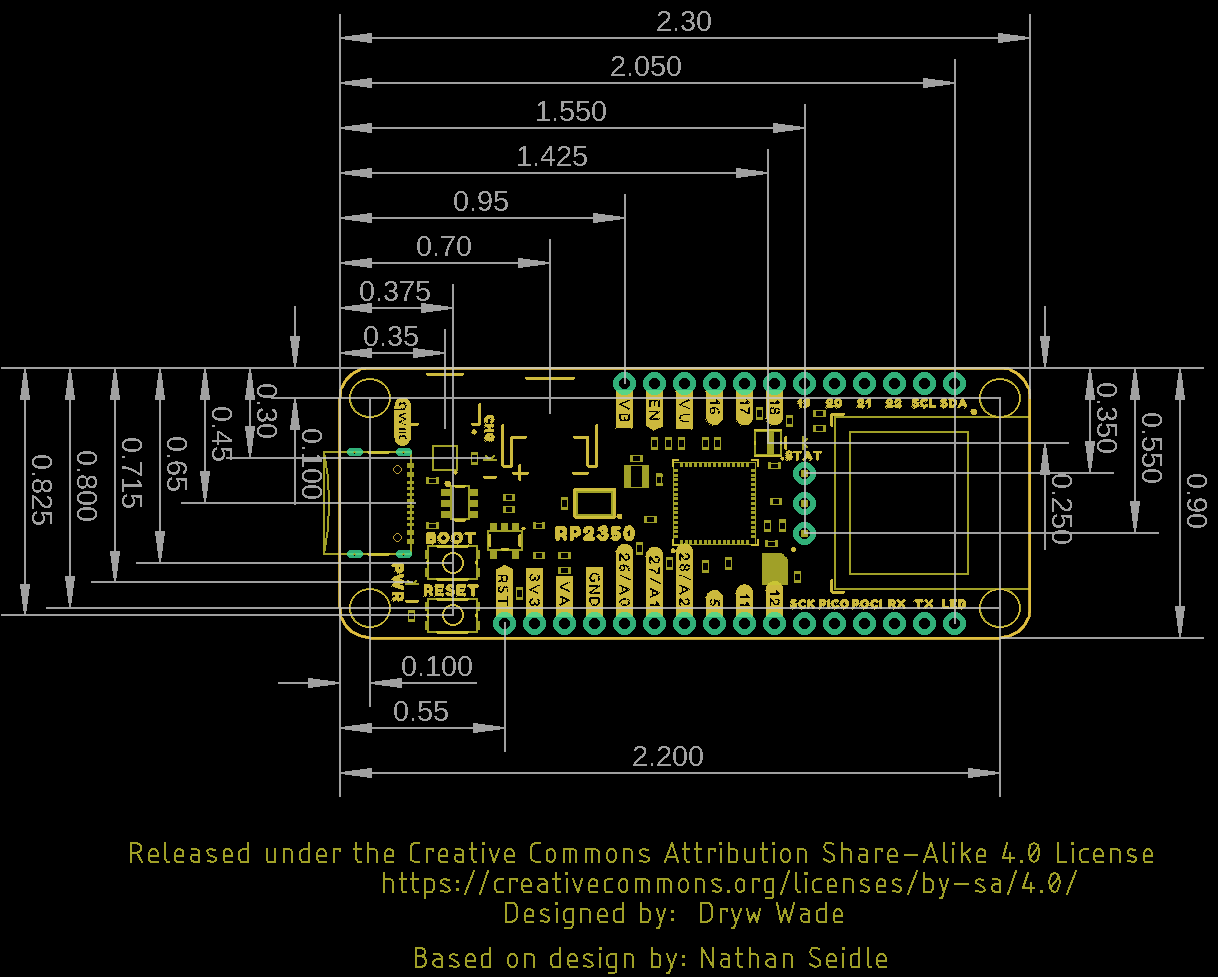 2.30
2.050
1.550
1.425
0.95
0.70
0.375
0.35
0.825
0.800
0.715
0.65
0.45
0.30
0.100
0.350
0.550
0.250
0.90
VB EN VU 16 17 18 19 20 21 22 SCL SDA
CHG
STAT
RP2350
BOOT
PWR
RESET
RST 3V3 VA GND 26/A0 27/A1 28/A2 5 11 12 SCK PICO POCI RX TX LED
0.100
0.55
2.200
Released under the Creative Commons Attribution Share-Alike 4.0 License
https://creativecommons.org/licenses/by-sa/4.0/
Designed by: Dryw Wade
Based on design by: Nathan Seidle